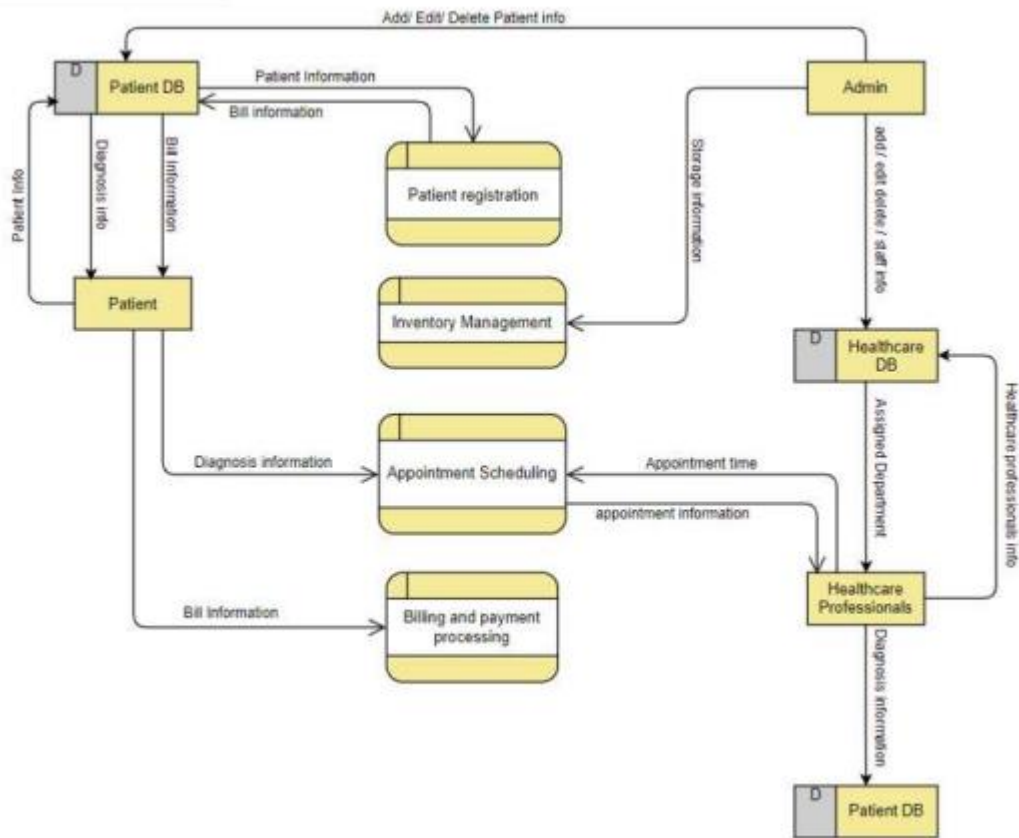 Add/ Edit/ Delete Patient info
D
Patient DB
Patient Information
Bill information
Admin
Patient Info
Diagnosis info
Bill Information
Patient registration
Storage information
add / edit delete / staff info
Patient
Inventory Management
D
Healthcare
DB
Assigned Department
Healthcare professionals info
Diagnosis information
Appointment Scheduling
Appointment time
appointment information
Healthcare
Professionals
Bill Information
Billing and payment
processing
Diagnosis information
D
Patient DB